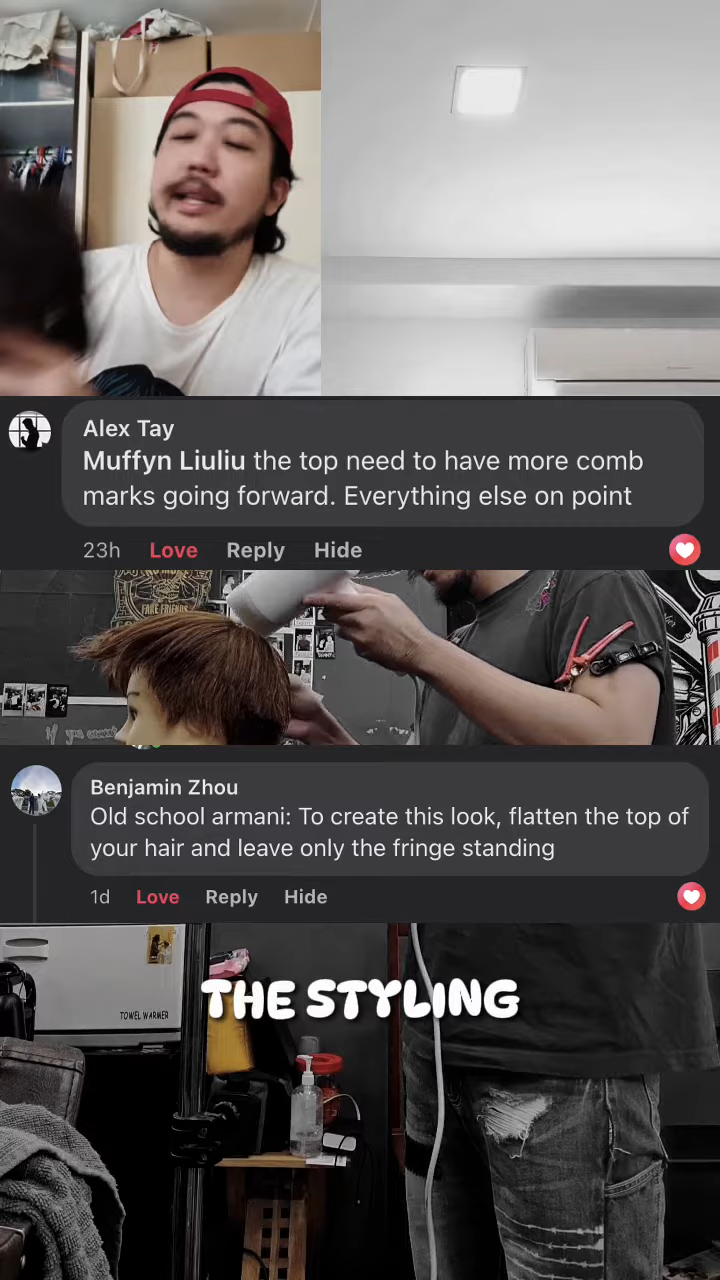 Alex Tay
Muffyn Liuliu the top need to have more comb
marks going forward. Everything else on point
23h Love Reply Hide
FAKE FRIENDS
Benjamin Zhou
Old school armani: To create this look, flatten the top of
your hair and leave only the fringe standing
1d Love Reply Hide
THE STYLING
TOWEL WARMER